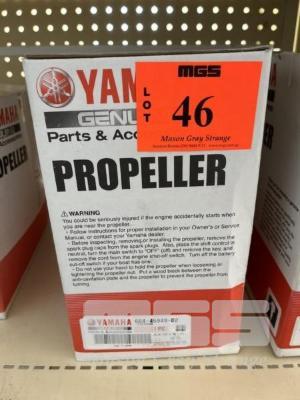 YAMA
MGS
LOT
46
Mason Gray Strange
GENU
Parts & Acc
PROPELLER
⚠ WARNING
You could be seriously injured if the engine accidentally starts when
you are near the propeller.
- Follow instructions for proper installation in your Owner's or Service
Manual, or contact your Yamaha dealer.
- Before inspecting, removing or installing the propeller, remove the
spark plug caps from the spark plugs. Also, place the shift control in
neutral, turn the main switch to "OFF" (off) and remove the key, and
remove the cord from the engine shut-off switch. Turn off the battery
cut-off switch if your boat has one.
- Do not use your hand to hold the propeller when loosening or
tightening the propeller nut. Put a wood block between the
anti-cavitation plate and the propeller to prevent the propeller from
turning.
YAMAHA
MGS
YAMAHA
PELLER